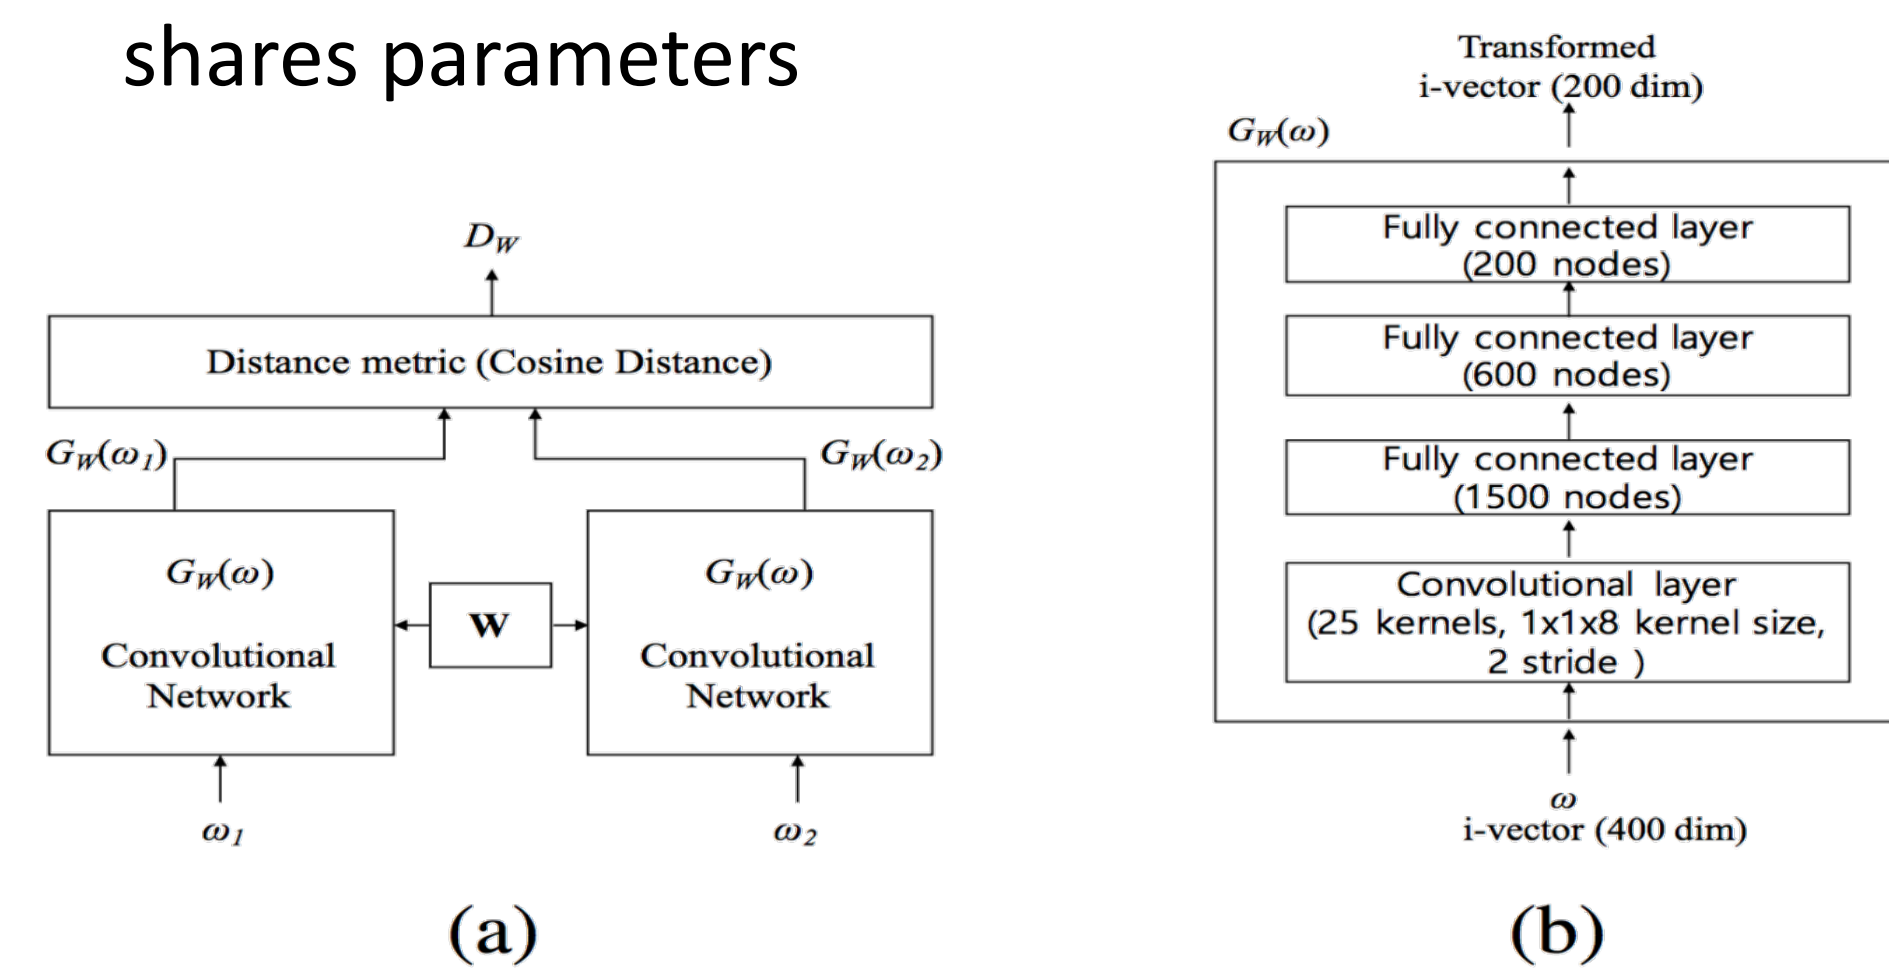 shares parameters
D_W
Distance metric (Cosine Distance)
G_W(ω_1)
G_W(ω_2)
G_W(ω)
Convolutional
Network
W
G_W(ω)
Convolutional
Network
ω_1
ω_2
(a)
Transformed
i-vector (200 dim)
G_W(ω)
Fully connected layer
(200 nodes)
Fully connected layer
(600 nodes)
Fully connected layer
(1500 nodes)
Convolutional layer
(25 kernels, 1x1x8 kernel size,
2 stride )
ω
i-vector (400 dim)
(b)